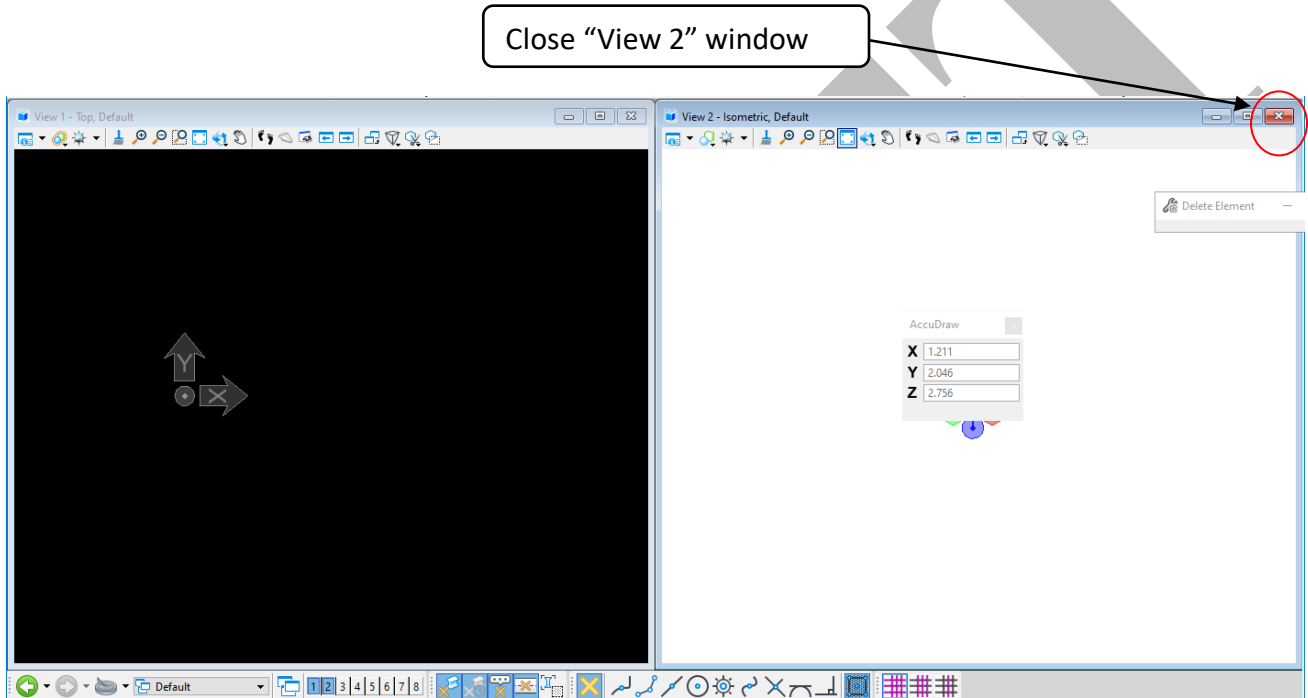 Close “View 2” window
View 1 - Top, Default
View 2 - Isometric, Default
Delete Element
AccuDraw
X 1.211
Y 2.046
Z 2.756
Y
X
Default
1 2 3 4 5 6 7 8